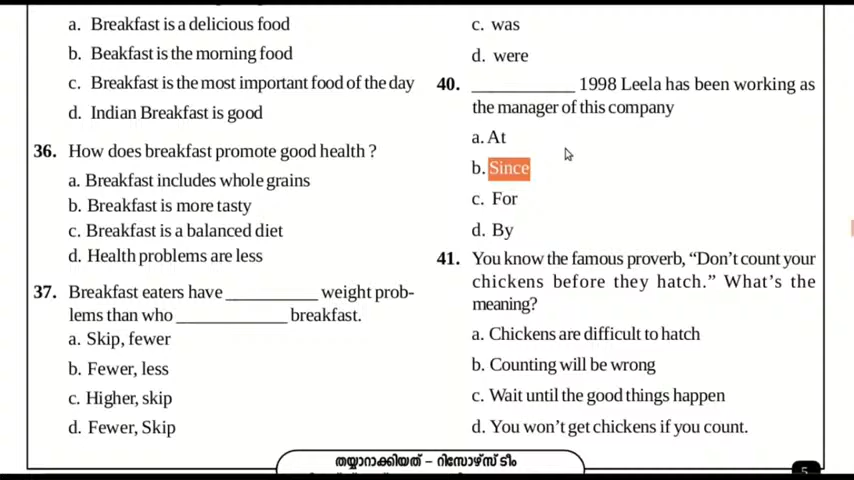 a. Breakfast is a delicious food
b. Beakfast is the morning food
c. Breakfast is the most important food of the day
d. Indian Breakfast is good
36. How does breakfast promote good health ?
a. Breakfast includes whole grains
b. Breakfast is more tasty
c. Breakfast is a balanced diet
d. Health problems are less
37. Breakfast eaters have __________ weight prob-
lems than who ____________ breakfast.
a. Skip, fewer
b. Fewer, less
c. Higher, skip
d. Fewer, Skip
c. was
d. were
40. ___________ 1998 Leela has been working as
the manager of this company
a. At
b. Since
c. For
d. By
41. You know the famous proverb, “Don’t count your
chickens before they hatch.” What’s the
meaning?
a. Chickens are difficult to hatch
b. Counting will be wrong
c. Wait until the good things happen
d. You won’t get chickens if you count.
തയ്യാറാക്കിയത് – റിസോഴ്സ് ടീം
5